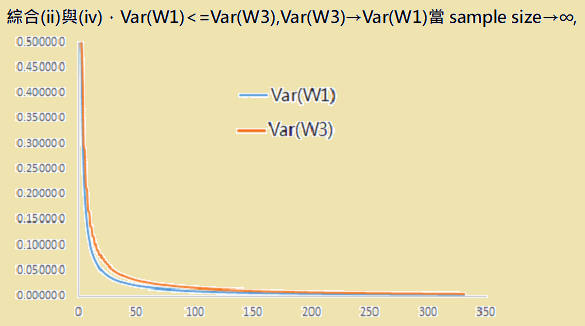 綜合(ii)與(iv)，Var(W1)<=Var(W3),Var(W3)→Var(W1)當 sample size→∞,
0.500000
0.450000
0.400000
0.350000
0.300000
0.250000
0.200000
0.150000
0.100000
0.050000
0.000000
Var(W1)
Var(W3)
0 50 100 150 200 250 300 350